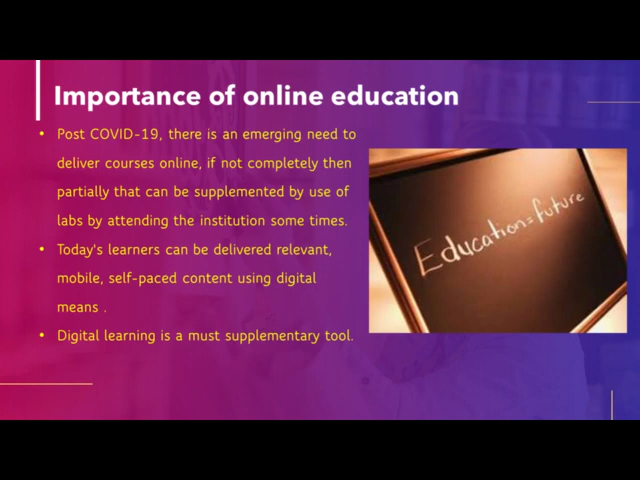 Importance of online education
• Post COVID-19, there is an emerging need to
deliver courses online, if not completely then
partially that can be supplemented by use of
labs by attending the institution some times.
• Today's learners can be delivered relevant,
mobile, self-paced content using digital
means .
• Digital learning is a must supplementary tool.
Education=future